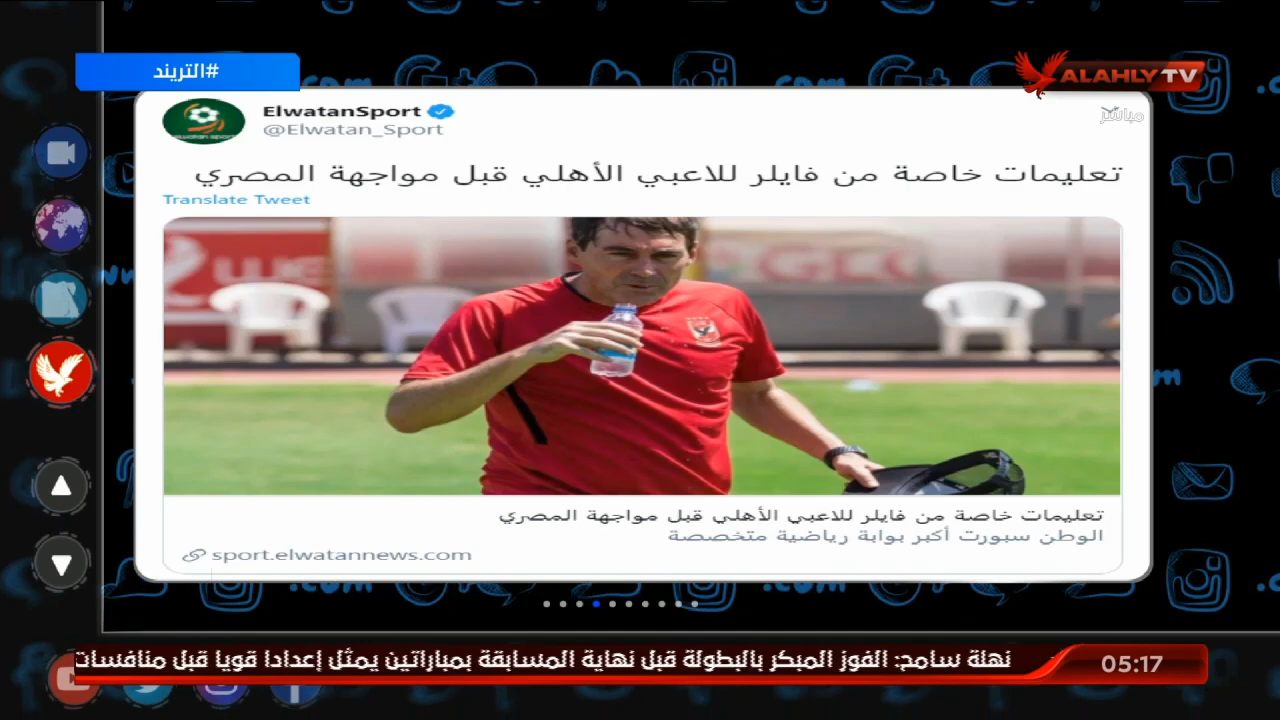 #التريند
ALAHLY TV
مباشر
ElwatanSport
@Elwatan_Sport
تعليمات خاصة من فايلر للاعبي الأهلي قبل مواجهة المصري
Translate Tweet
تعليمات خاصة من فايلر للاعبي الأهلي قبل مواجهة المصري
الوطن سبورت أكبر بوابة رياضية متخصصة
sport.elwatannews.com
نهلة سامح: الفوز المبكر بالبطولة قبل نهاية المسابقة بمباراتين يمثل إعدادا قويا قبل منافسات
05:17